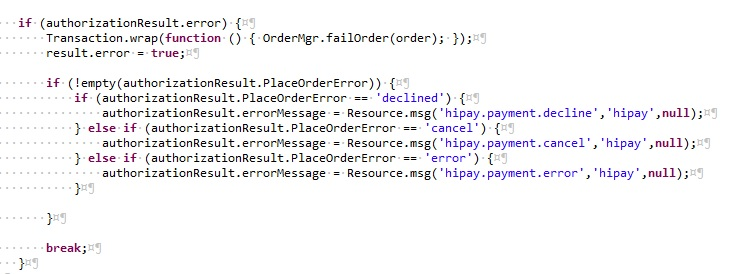 if (authorizationResult.error) {
Transaction.wrap(function () { OrderMgr.failOrder(order); });
result.error = true;
if (!empty(authorizationResult.PlaceOrderError)) {
if (authorizationResult.PlaceOrderError == 'declined') {
authorizationResult.errorMessage = Resource.msg('hipay.payment.decline','hipay',null);
} else if (authorizationResult.PlaceOrderError == 'cancel') {
authorizationResult.errorMessage = Resource.msg('hipay.payment.cancel','hipay',null);
} else if (authorizationResult.PlaceOrderError == 'error') {
authorizationResult.errorMessage = Resource.msg('hipay.payment.error','hipay',null);
}
}
break;
}